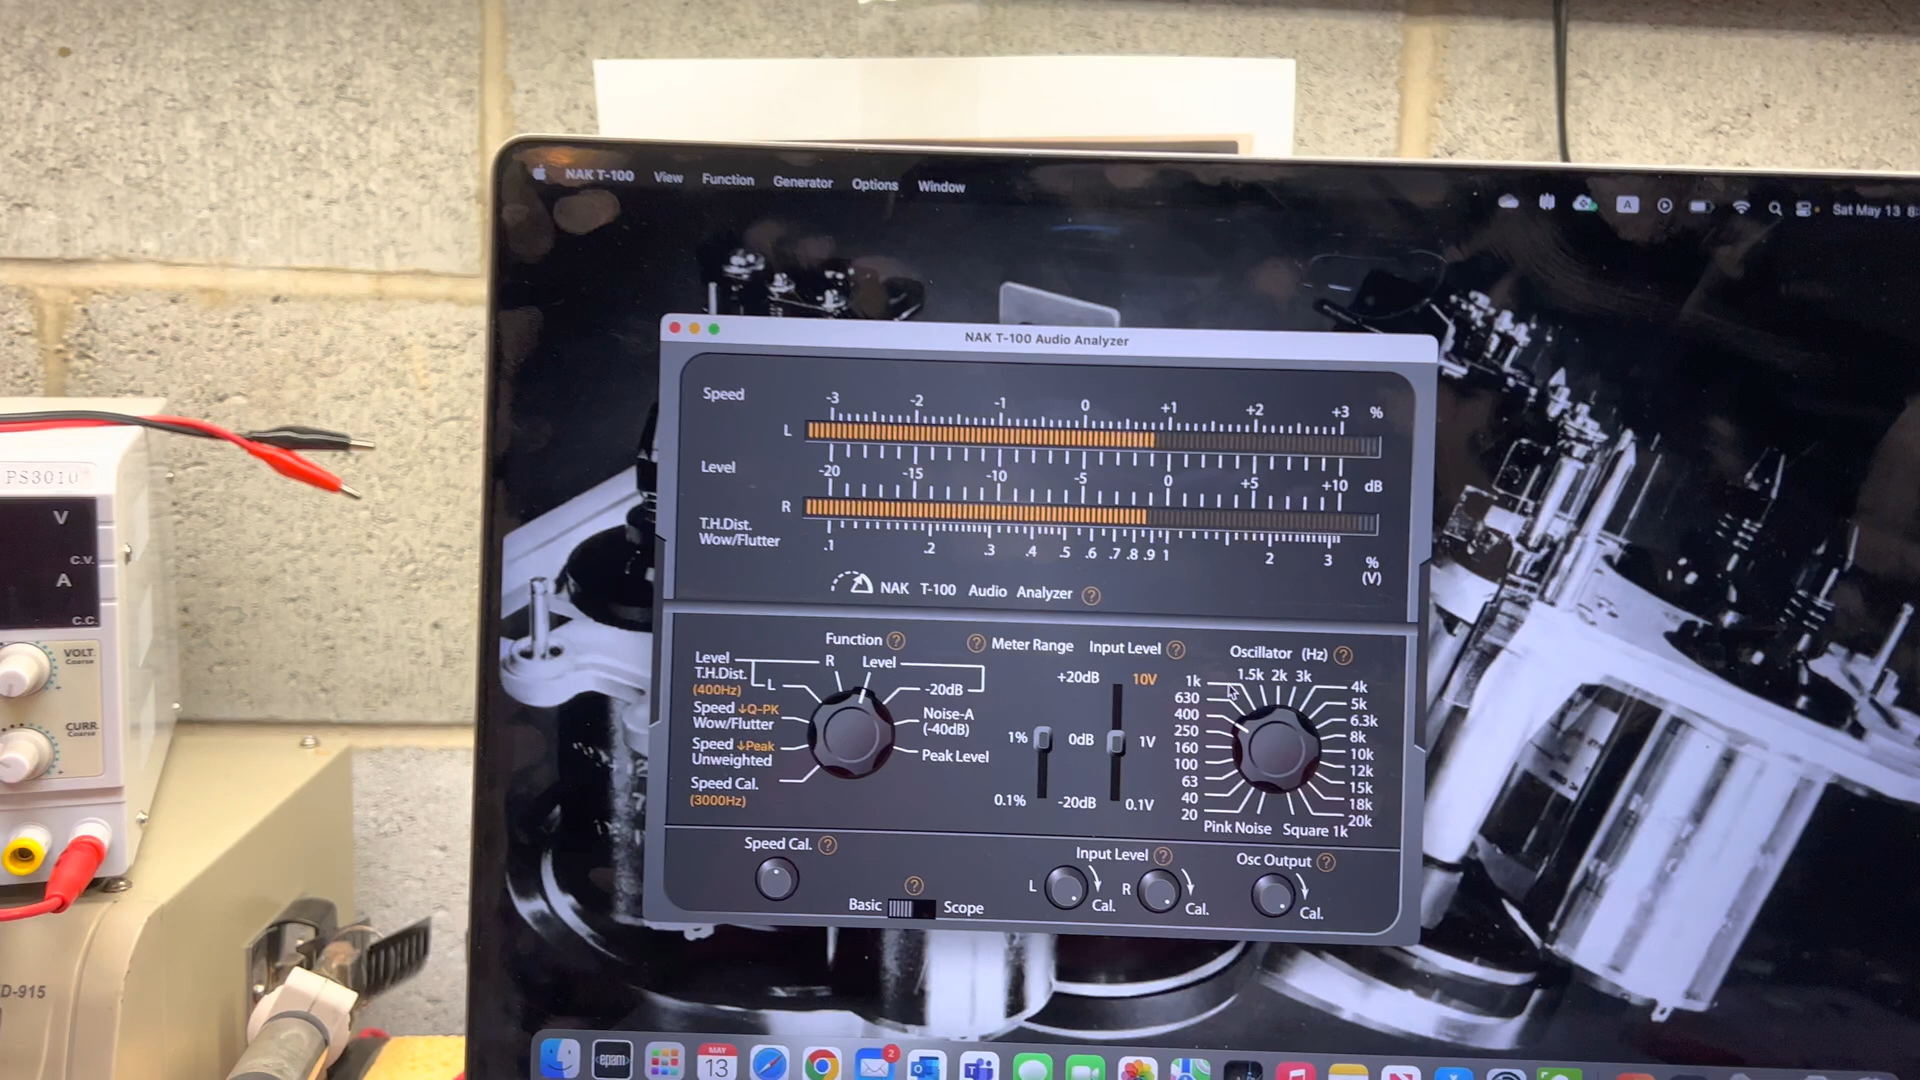 NAK T-100 View Function Generator Options Window
A
Sat May 13 8:
NAK T-100 Audio Analyzer
Speed
-3 -2 -1 0 +1 +2 +3 %
L
Level
-20 -15 -10 -5 0 +5 +10 dB
R
T.H.Dist.
Wow/Flutter
.1 .2 .3 .4 .5 .6 .7 .8 .9 1 2 3 %
(V)
NAK T-100 Audio Analyzer ?
Function ?
Level
T.H.Dist.
(400Hz)
R
L
Level
-20dB
Speed ↓Q-PK
Wow/Flutter
Noise-A
(-40dB)
Speed ↓Peak
Unweighted
Peak Level
Speed Cal.
(3000Hz)
? Meter Range
1%
0.1%
+20dB
0dB
-20dB
Input Level ?
10V
1V
0.1V
Oscillator (Hz) ?
1k 1.5k 2k 3k 4k
630 5k
400 6.3k
250 8k
160 10k
100 12k
63 15k
40 18k
20 20k
Pink Noise Square 1k
Speed Cal. ?
?
Basic Scope
Input Level ?
L Cal. R Cal.
Osc Output ?
Cal.
PS3010
V
C.V.
A
C.C.
VOLT.
Coarse
CURR.
Coarse
D-915
<epam>
MAY
13
2